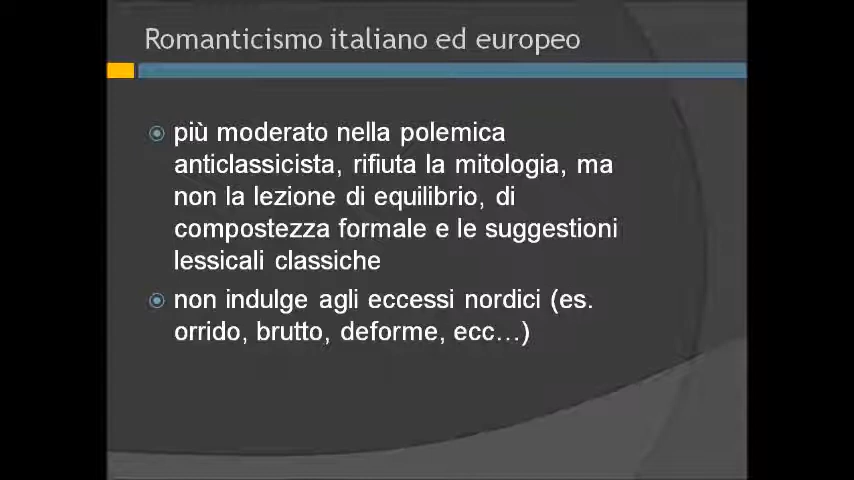 Romanticismo italiano ed europeo
più moderato nella polemica
anticlassicista, rifiuta la mitologia, ma
non la lezione di equilibrio, di
compostezza formale e le suggestioni
lessicali classiche
non indulge agli eccessi nordici (es.
orrido, brutto, deforme, ecc...)